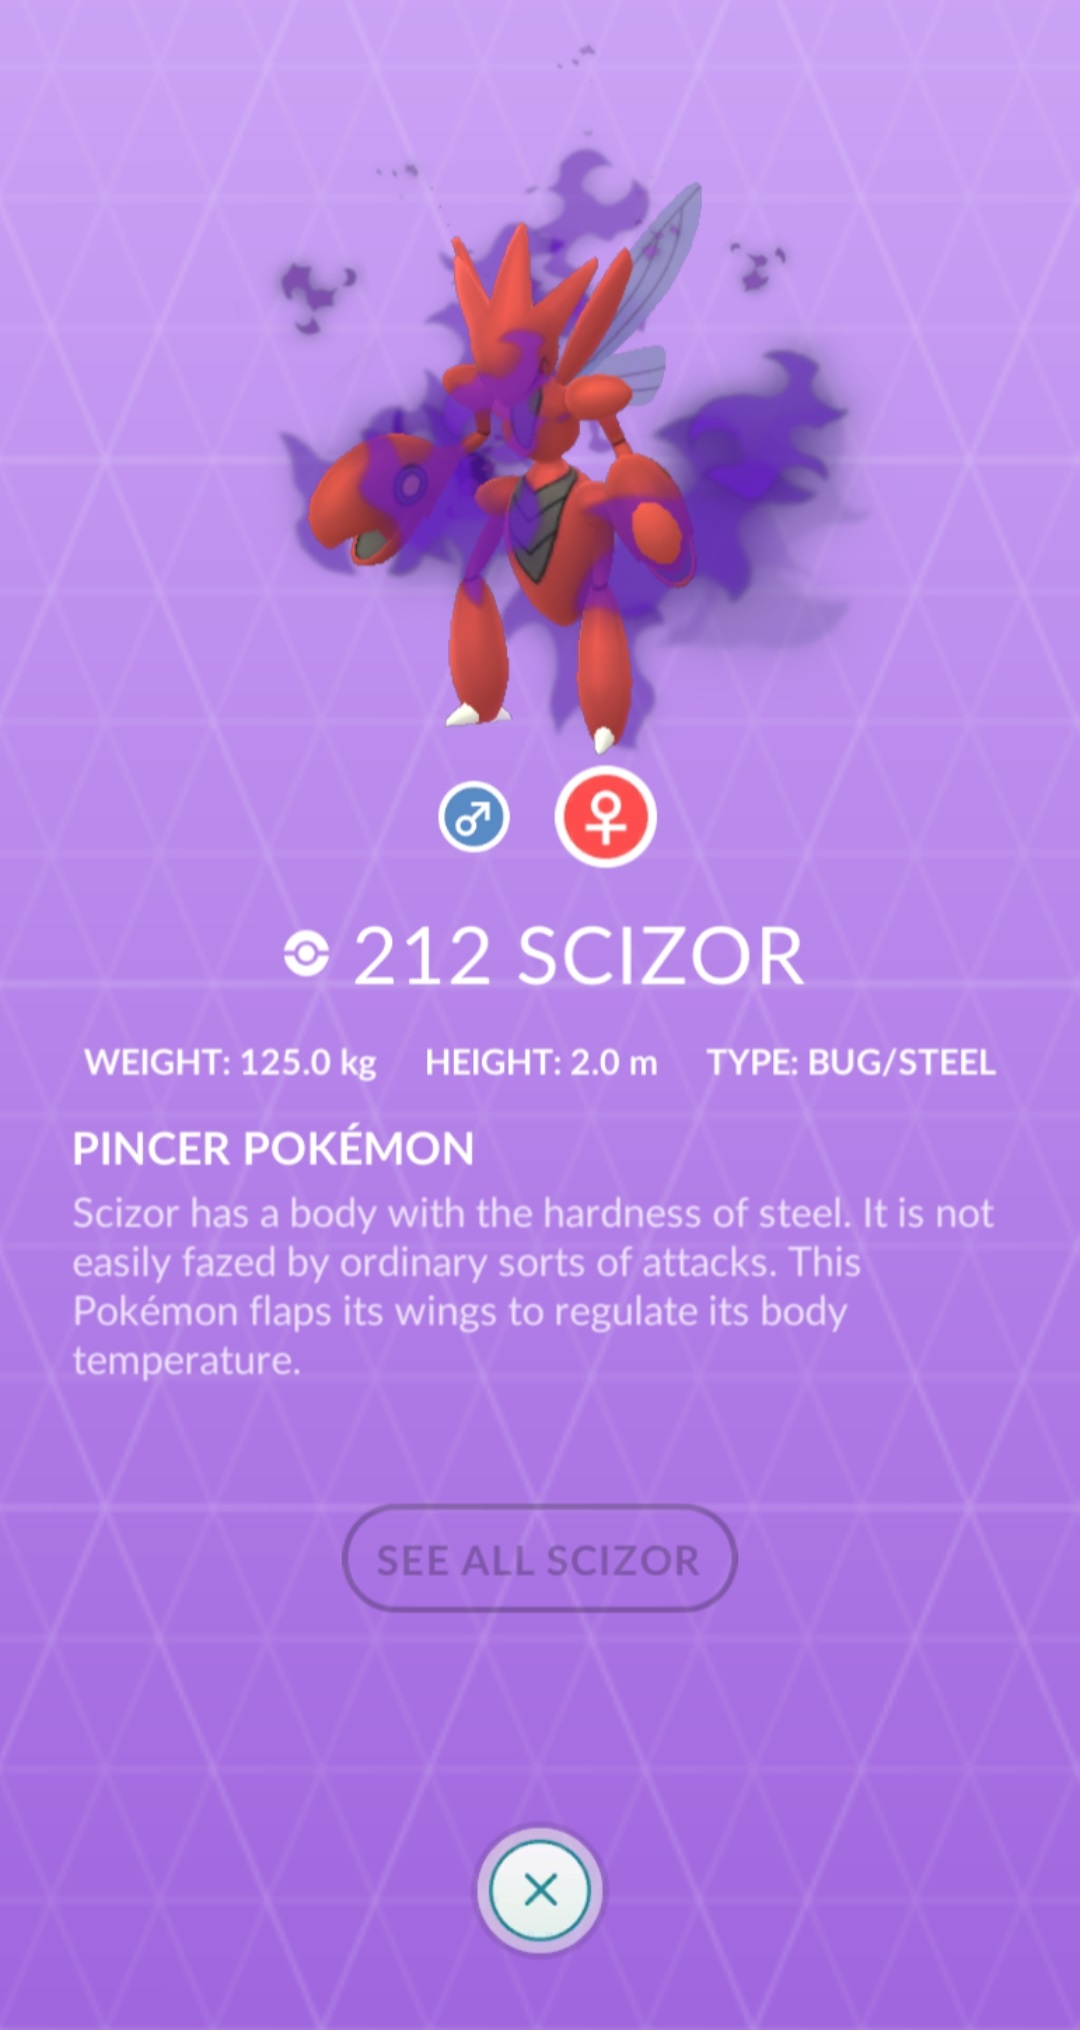 212 SCIZOR
WEIGHT: 125.0 kg HEIGHT: 2.0 m TYPE: BUG/STEEL
PINCER POKÉMON
Scizor has a body with the hardness of steel. It is not
easily fazed by ordinary sorts of attacks. This
Pokémon flaps its wings to regulate its body
temperature.
SEE ALL SCIZOR